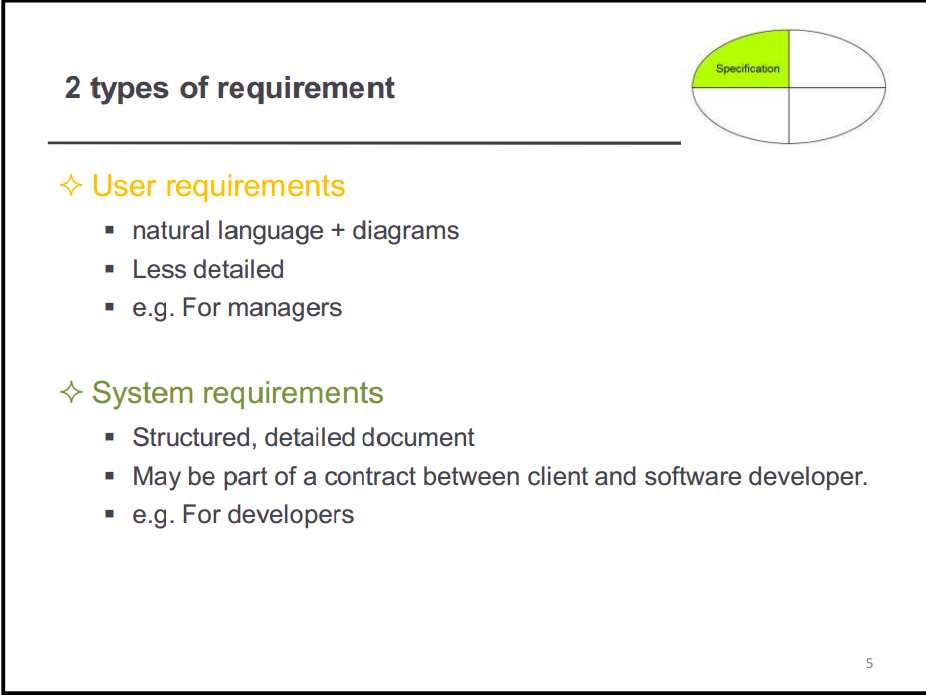 2 types of requirement
Specification
User requirements
natural language + diagrams
Less detailed
e.g. For managers
System requirements
Structured, detailed document
May be part of a contract between client and software developer.
e.g. For developers
5